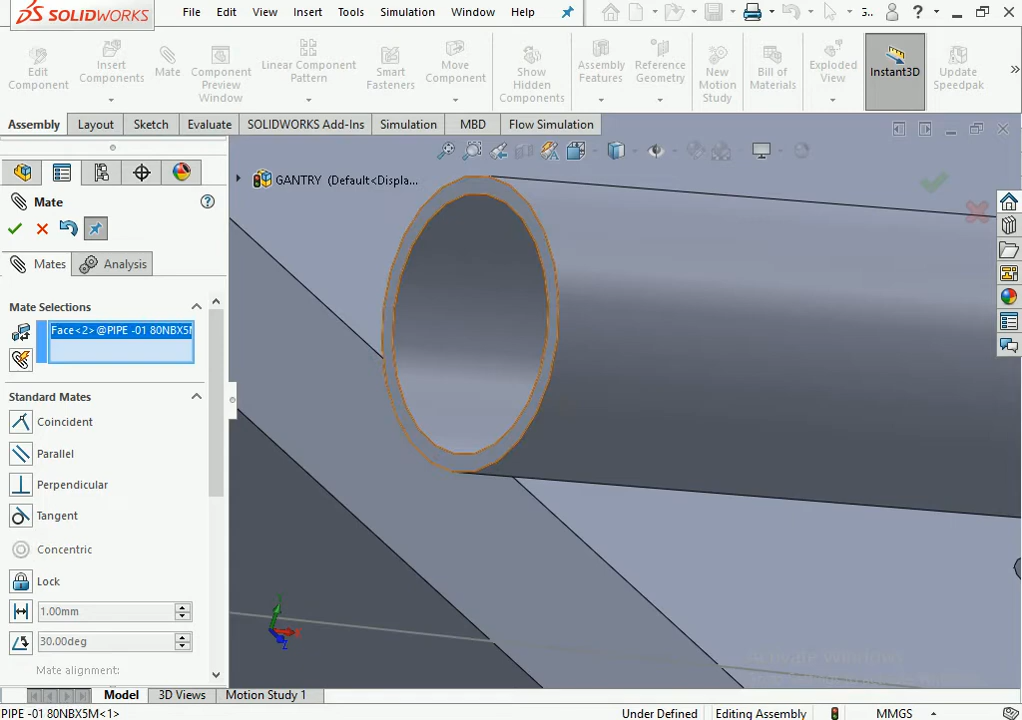 SOLIDWORKS
File Edit View Insert Tools Simulation Window Help 3..
Edit Component
Insert Components
Mate
Component Preview Window
Linear Component Pattern
Smart Fasteners
Move Component
Show Hidden Components
Assembly Features
Reference Geometry
New Motion Study
Bill of Materials
Exploded View
Instant3D
Update Speedpak
Assembly Layout Sketch Evaluate SOLIDWORKS Add-Ins Simulation MBD Flow Simulation
GANTRY (Default<Displa...
Mate
Mates Analysis
Mate Selections
Face<2>@PIPE -01 80NBX5M
Standard Mates
Coincident
Parallel
Perpendicular
Tangent
Concentric
Lock
1.00mm
30.00deg
Mate alignment:
Activate Windows
Model 3D Views Motion Study 1
PIPE -01 80NBX5M<1> Under Defined Editing Assembly MMGS